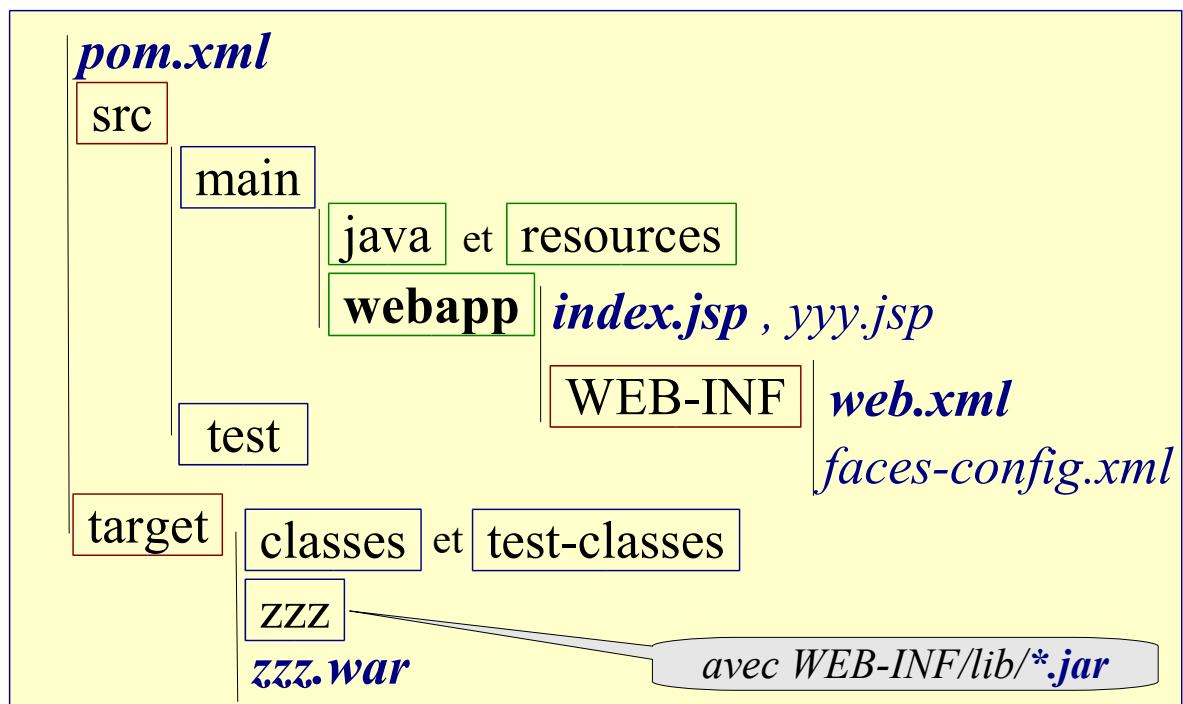 pom.xml
src
main
java et resources
webapp index.jsp , yyy.jsp
WEB-INF web.xml
test
faces-config.xml
target
classes et test-classes
zzz
avec WEB-INF/lib/*.jar
zzz.war